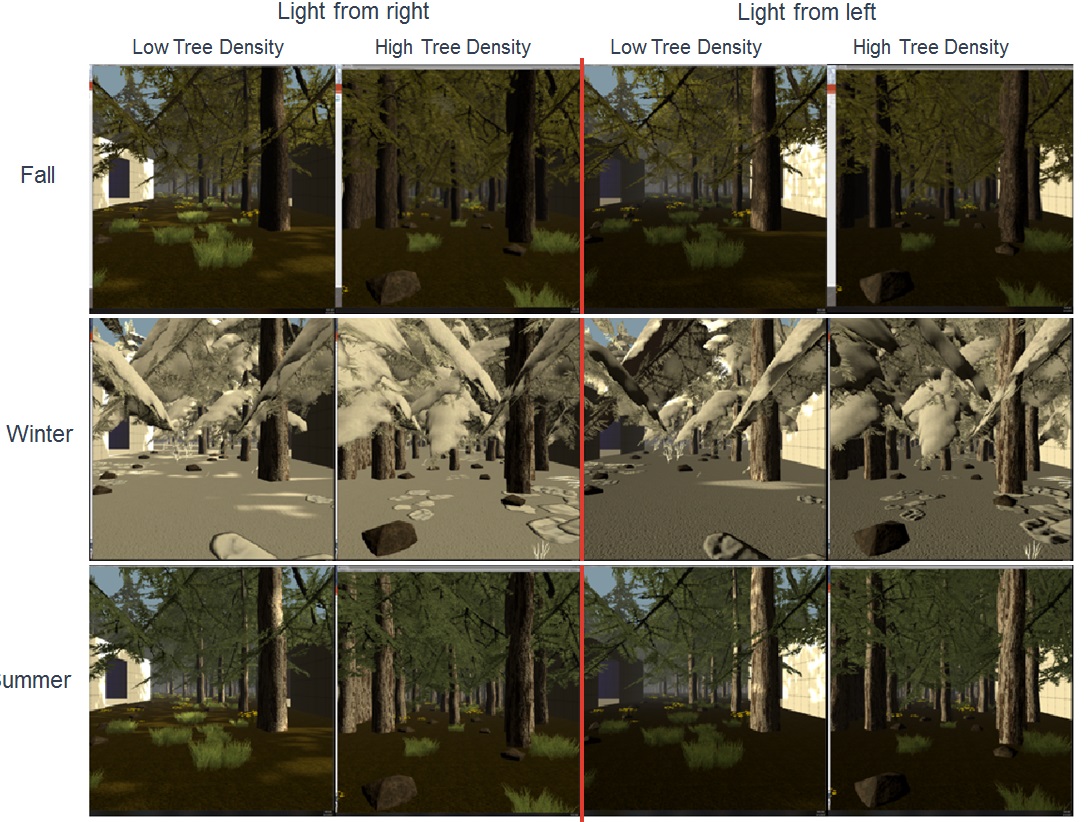 Light from right
Light from left
Low Tree Density
High Tree Density
Low Tree Density
High Tree Density
Fall
Winter
ummer